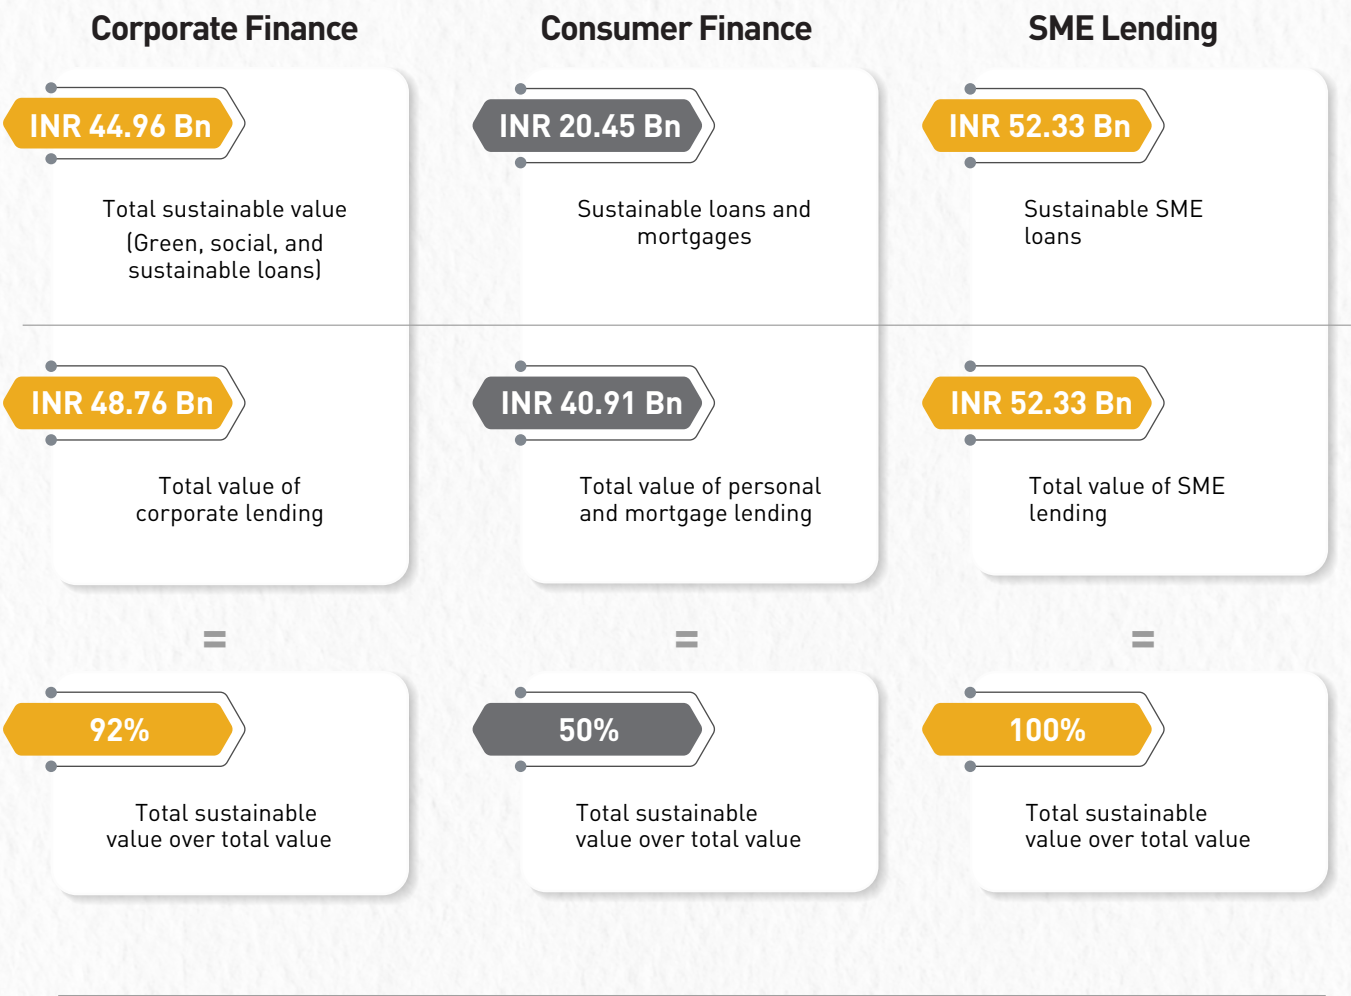 Corporate Finance
INR 44.96 Bn
Total sustainable value
(Green, social, and
sustainable loans)
INR 48.76 Bn
Total value of
corporate lending
=
92%
Total sustainable
value over total value
Consumer Finance
INR 20.45 Bn
Sustainable loans and
mortgages
INR 40.91 Bn
Total value of personal
and mortgage lending
=
50%
Total sustainable
value over total value
SME Lending
INR 52.33 Bn
Sustainable SME
loans
INR 52.33 Bn
Total value of SME
lending
=
100%
Total sustainable
value over total value